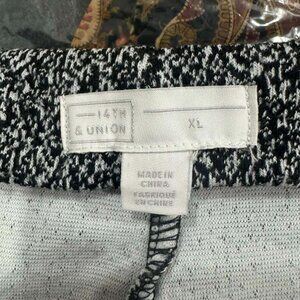 14TH
& UNION
XL
MADE IN
CHINA
FABRIQUÉ
EN CHINE